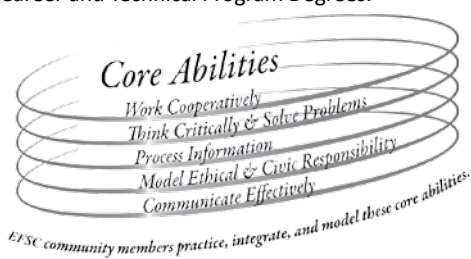 Career and Technical Program Degrees.
Core Abilities
Work Cooperatively
Think Critically & Solve Problems
Process Information
Model Ethical & Civic Responsibility
Communicate Effectively
EFSC community members practice, integrate, and model these core abilities.